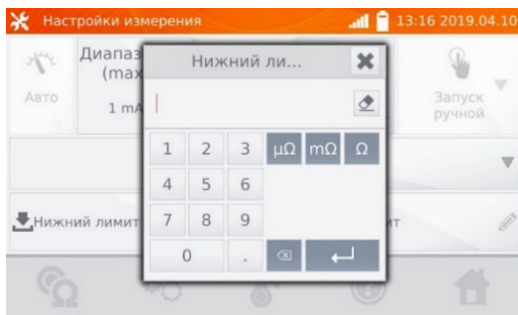 Настройки измерения 13:16 2019.04.10
Диапаз
(max
Авто
1 mA
Нижний ли...
Запуск
ручной
1 2 3 μΩ mΩ Ω
4 5 6
7 8 9
0 .
Нижний лимит
ит